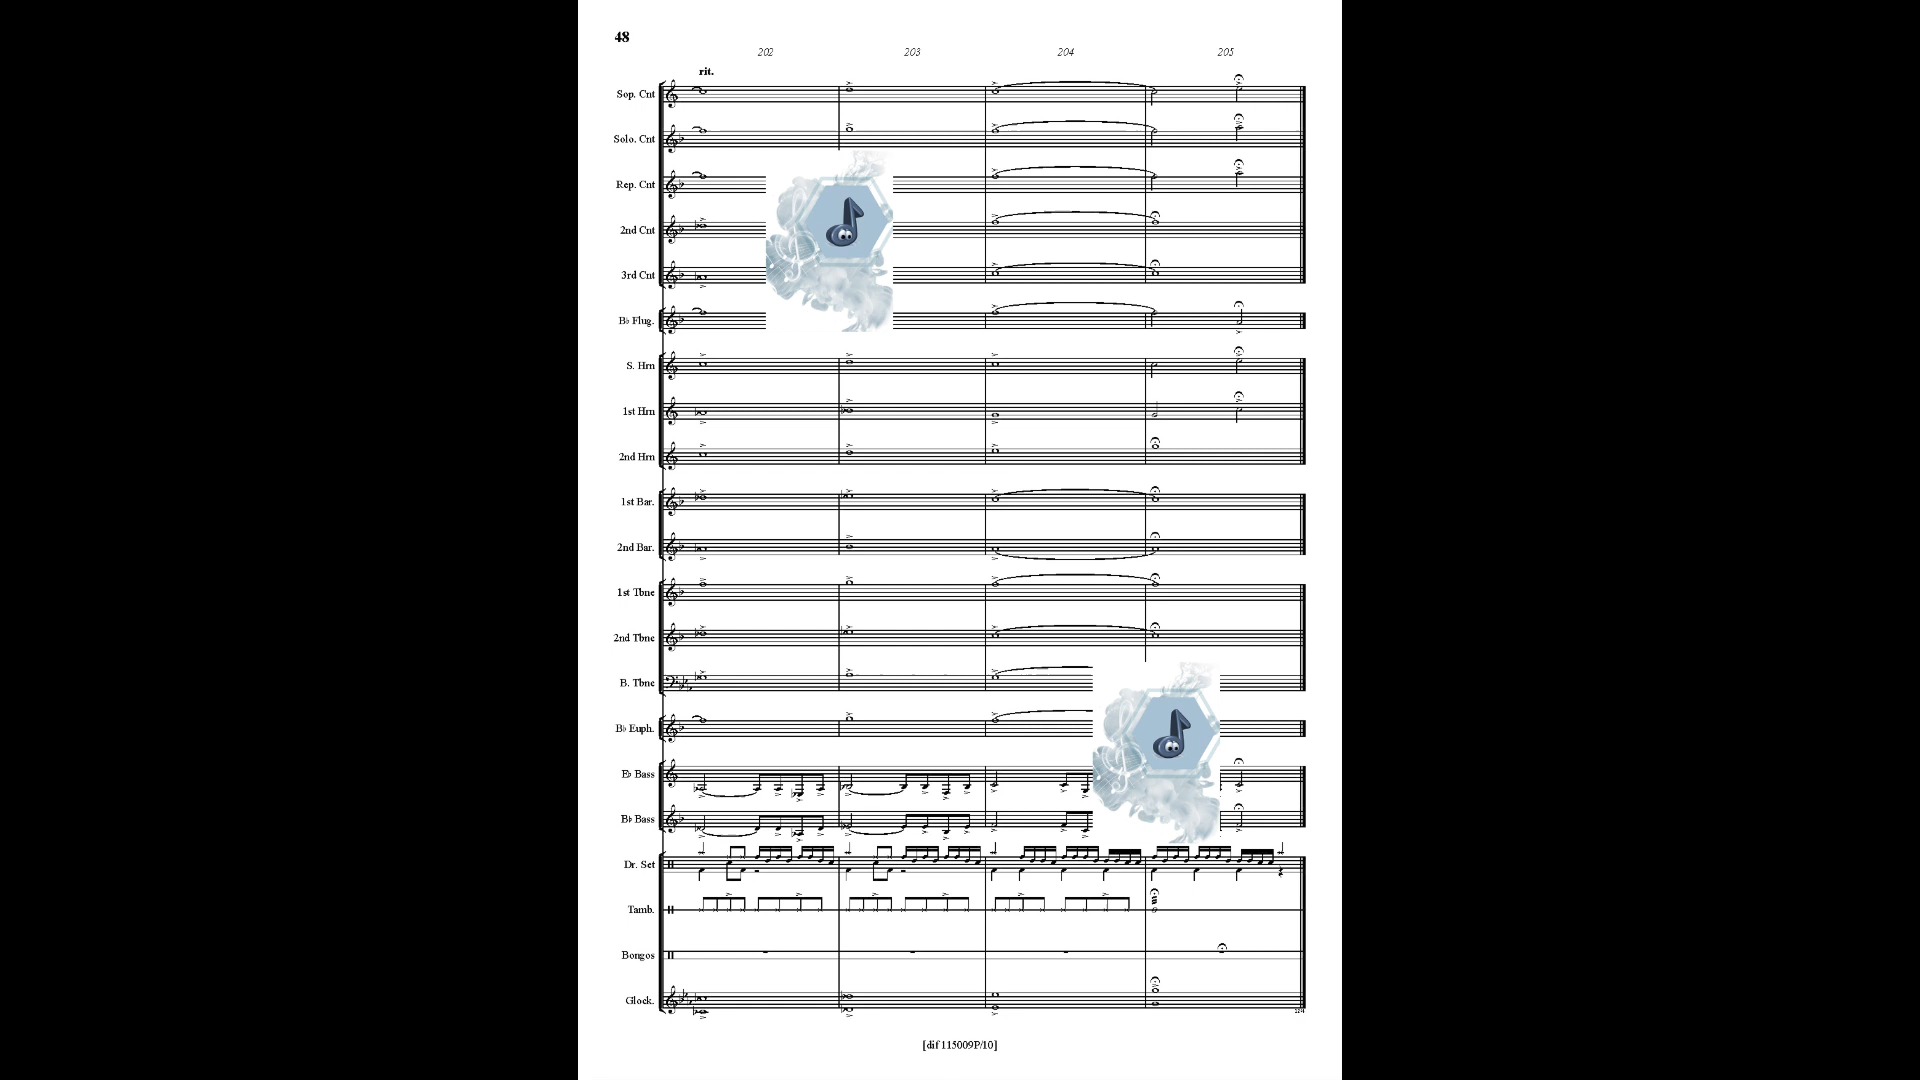 48
202 203 204 205
rit.
Sop. Cnt
Solo. Cnt
Rep. Cnt
2nd Cnt
3rd Cnt
B♭ Flug.
S. Hrn
1st Hrn
2nd Hrn
1st Bar.
2nd Bar.
1st Tbne
2nd Tbne
B. Tbne
B♭ Euph.
E♭ Bass
B♭ Bass
Dr. Set
Tamb.
Bongos
Glock.
[dif 115009P/10]